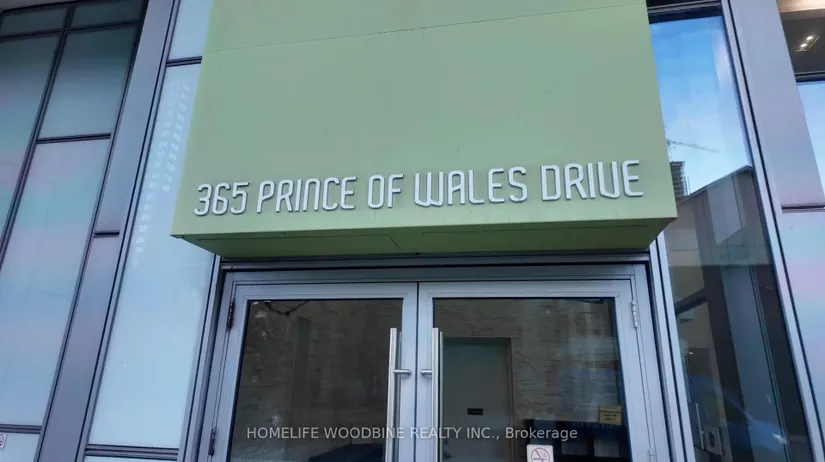 365 PRINCE OF WALES DRIVE
HOMELIFE WOODBINE REALTY INC., Brokerage